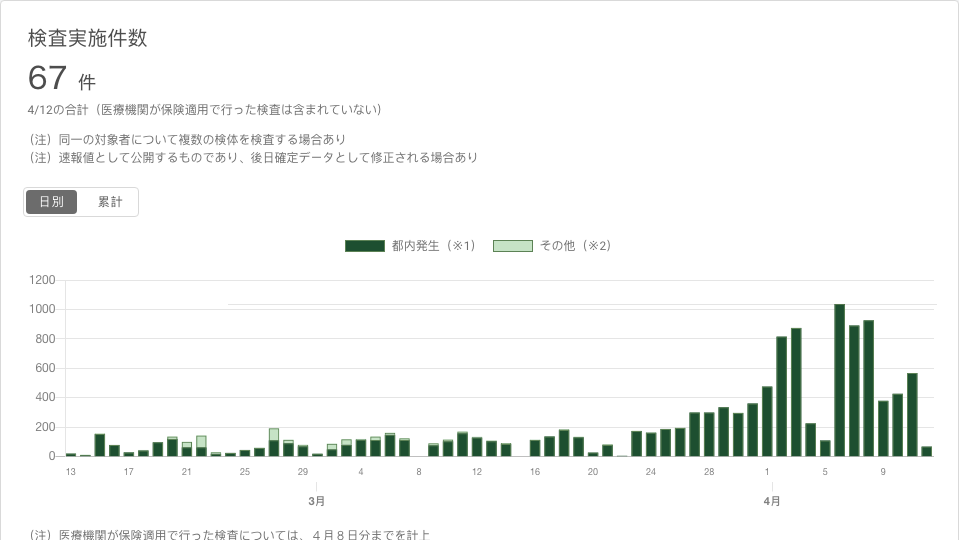 検査実施件数
67 件
4/12の合計（医療機関が保険適用で行った検査は含まれていない）
（注）同一の対象者について複数の検体を検査する場合あり
（注）速報値として公開するものであり、後日確定データとして修正される場合あり
日別 累計
都内発生（※1） その他（※2）
1200
1000
800
600
400
200
0
13 17 21 25 29 4 8 12 16 20 24 28 1 5 9
3月 4月
（注）医療機関が保険適用で行った検査については、４月８日分までを計上